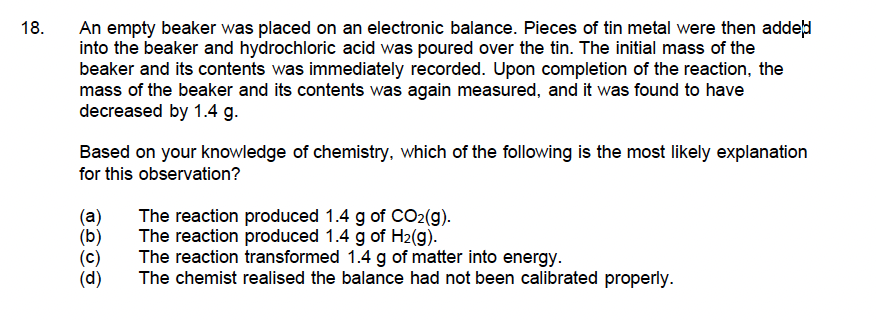 18. An empty beaker was placed on an electronic balance. Pieces of tin metal were then added
into the beaker and hydrochloric acid was poured over the tin. The initial mass of the
beaker and its contents was immediately recorded. Upon completion of the reaction, the
mass of the beaker and its contents was again measured, and it was found to have
decreased by 1.4 g.
Based on your knowledge of chemistry, which of the following is the most likely explanation
for this observation?
(a) The reaction produced 1.4 g of CO₂(g).
(b) The reaction produced 1.4 g of H₂(g).
(c) The reaction transformed 1.4 g of matter into energy.
(d) The chemist realised the balance had not been calibrated properly.